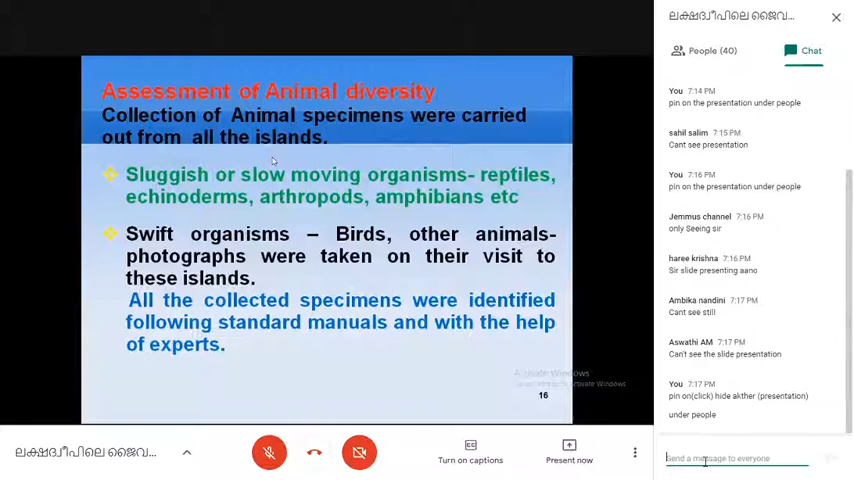 Assessment of Animal diversity
Collection of Animal specimens were carried
out from all the islands.
Sluggish or slow moving organisms- reptiles,
echinoderms, arthropods, amphibians etc
Swift organisms – Birds, other animals-
photographs were taken on their visit to
these islands.
All the collected specimens were identified
following standard manuals and with the help
of experts.
Activate Windows
16
ലക്ഷദ്വീപിലെ ജൈവ...
Turn on captions
Present now
ലക്ഷദ്വീപിലെ ജൈവ...
People (40)
Chat
You 7:14 PM
pin on the presentation under people
sahil salim 7:15 PM
Cant see presentation
You 7:16 PM
pin on the presentation under people
Jemmus channel 7:16 PM
only Seeing sir
haree krishna 7:16 PM
Sir slide presenting aano
Ambika nandini 7:17 PM
Cant see still
Aswathi AM 7:17 PM
Can't see the slide presentation
You 7:17 PM
pin on(click) hide akther (presentation)
under people
Send a message to everyone